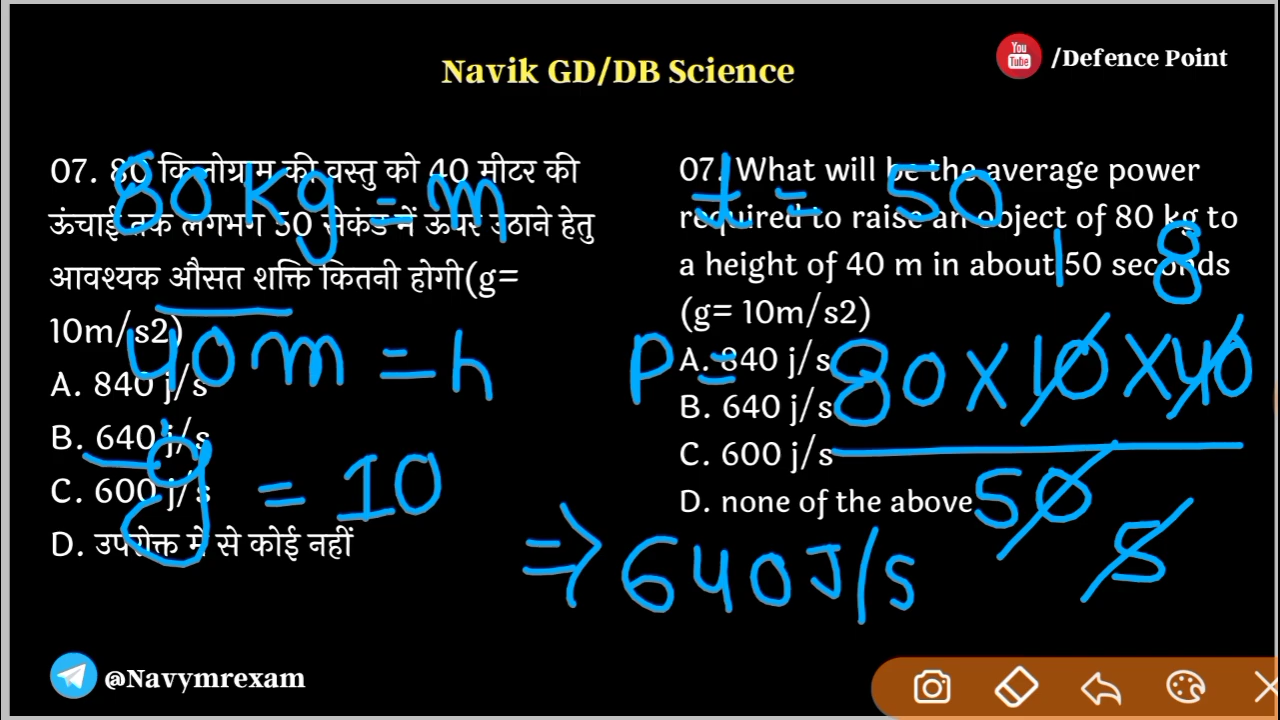 Navik GD/DB Science
You Tube /Defence Point
07. 80 किलोग्राम की वस्तु को 40 मीटर की
ऊंचाई तक लगभग 50 सेकंड में ऊपर उठाने हेतु
आवश्यक औसत शक्ति कितनी होगी(g=
10m/s2)
A. 840 j/s
B. 640 j/s
C. 600 j/s
D. उपरोक्त में से कोई नहीं
07. What will be the average power
required to raise an object of 80 kg to
a height of 40 m in about 50 seconds
(g= 10m/s2)
A. 840 j/s
B. 640 j/s
C. 600 j/s
D. none of the above
80 Kg = m
40 m = h
g = 10
t = 50
1 8
P = 80 X 10 X 40
50 5
⇒ 640 J/S
@Navymrexam